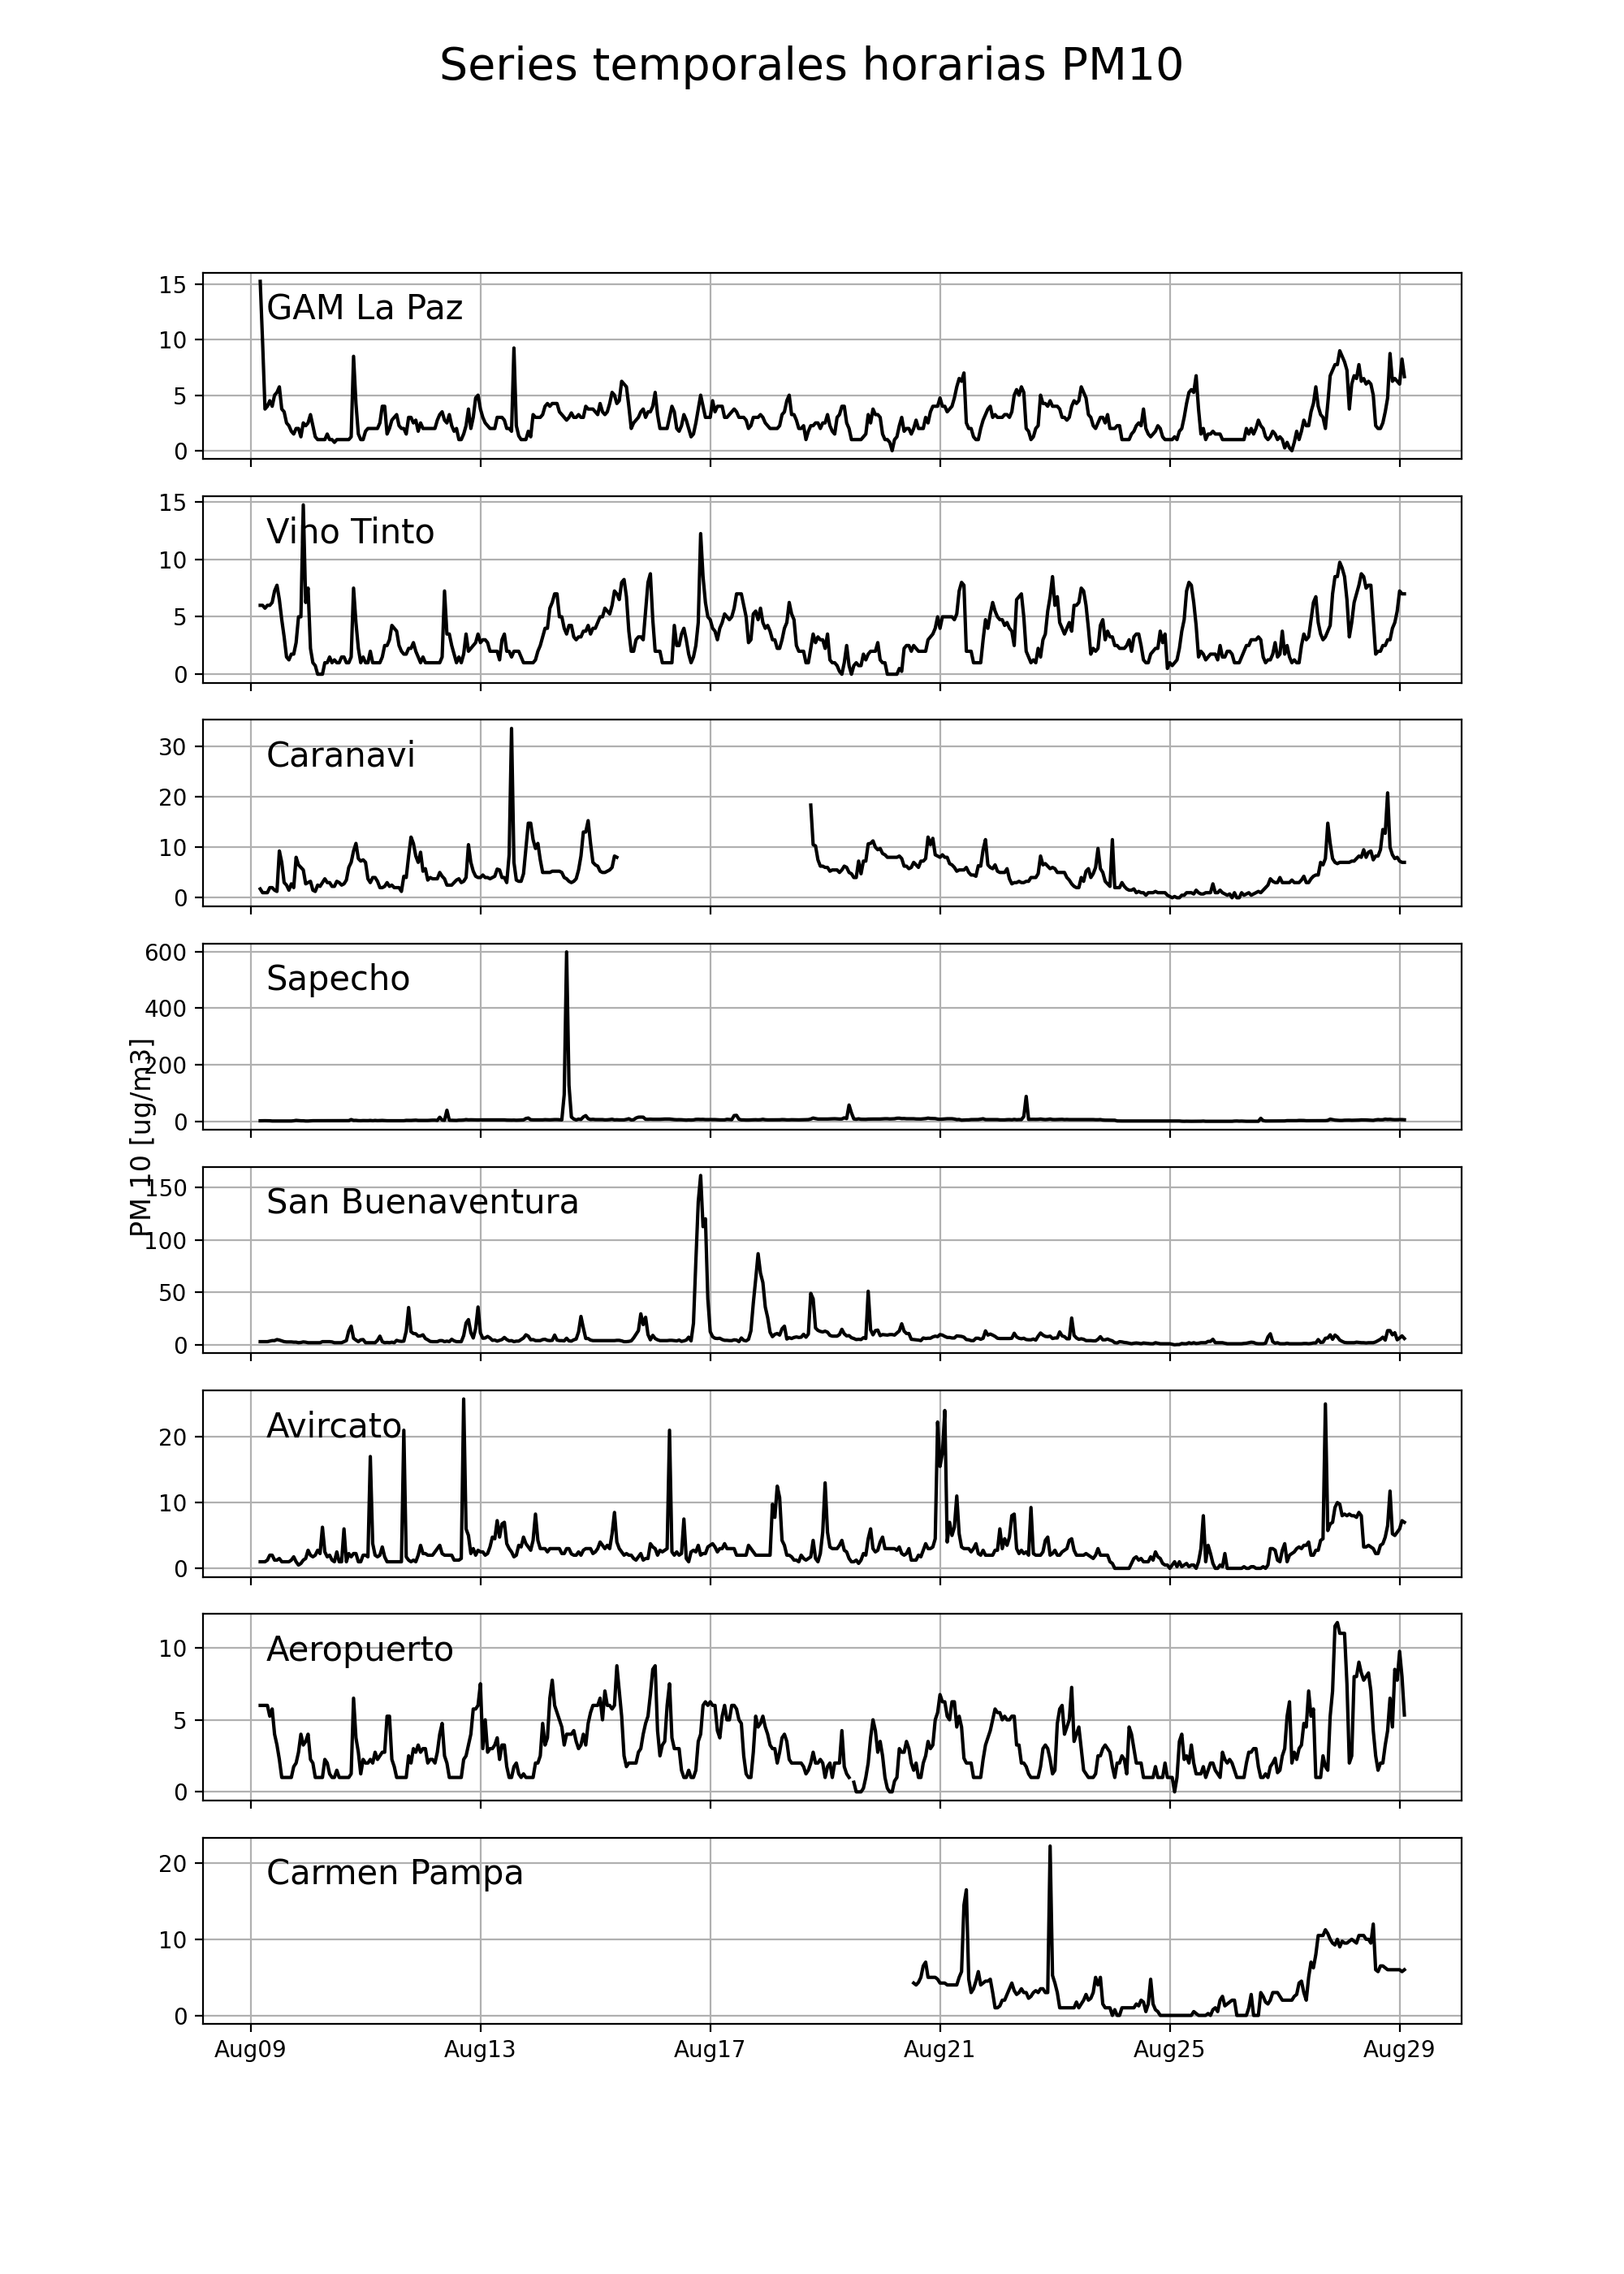 Series temporales horarias PM10
15
10
5
0
GAM La Paz
15
10
5
0
Vino Tinto
30
20
10
0
Caranavi
600
400
200
0
Sapecho
PM 10 [ug/m3]
150
100
50
0
San Buenaventura
20
10
0
Avircato
10
5
0
Aeropuerto
20
10
0
Carmen Pampa
Aug09 Aug13 Aug17 Aug21 Aug25 Aug29